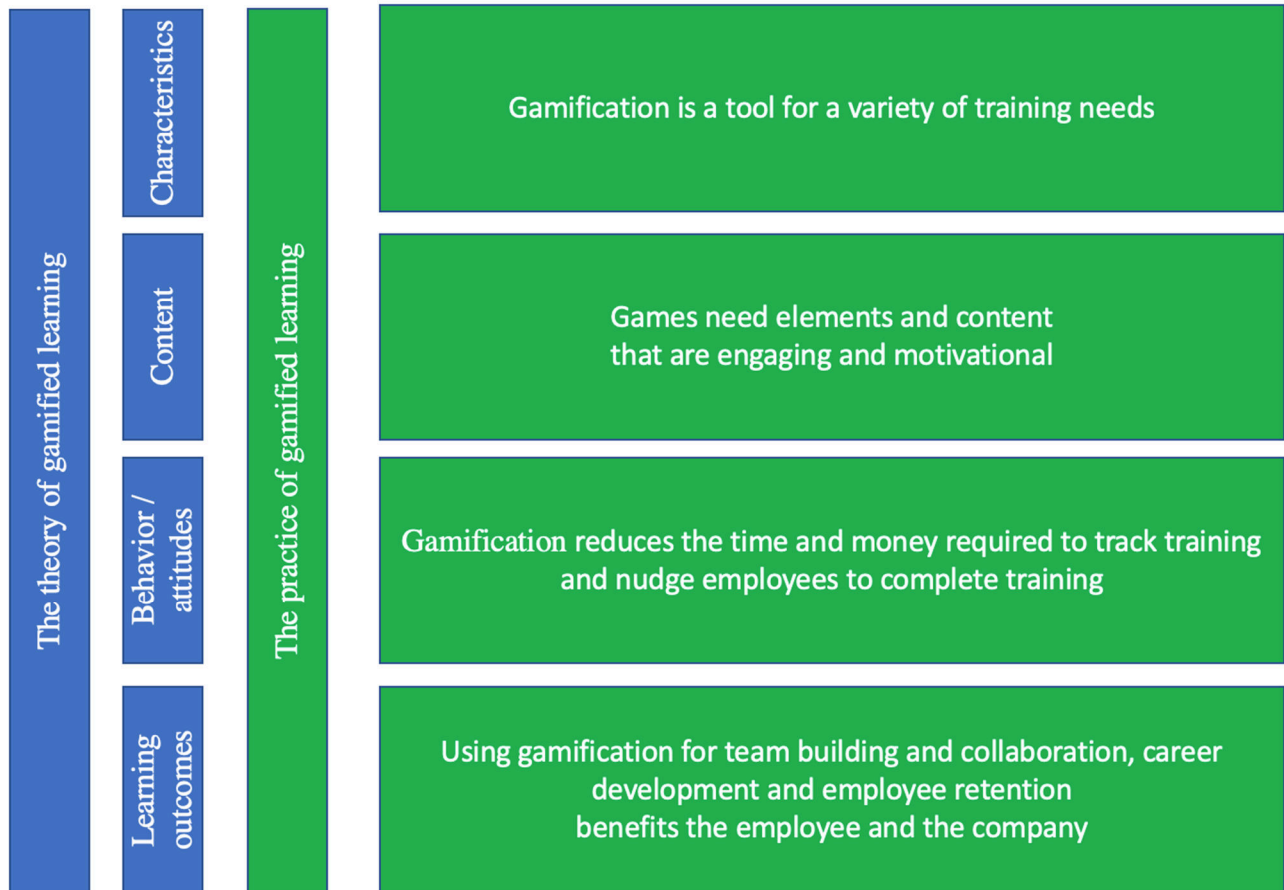 The theory of gamified learning
Characteristics
Content
Behavior /
attitudes
Learning
outcomes
The practice of gamified learning
Gamification is a tool for a variety of training needs
Games need elements and content
that are engaging and motivational
Gamification reduces the time and money required to track training
and nudge employees to complete training
Using gamification for team building and collaboration, career
development and employee retention
benefits the employee and the company